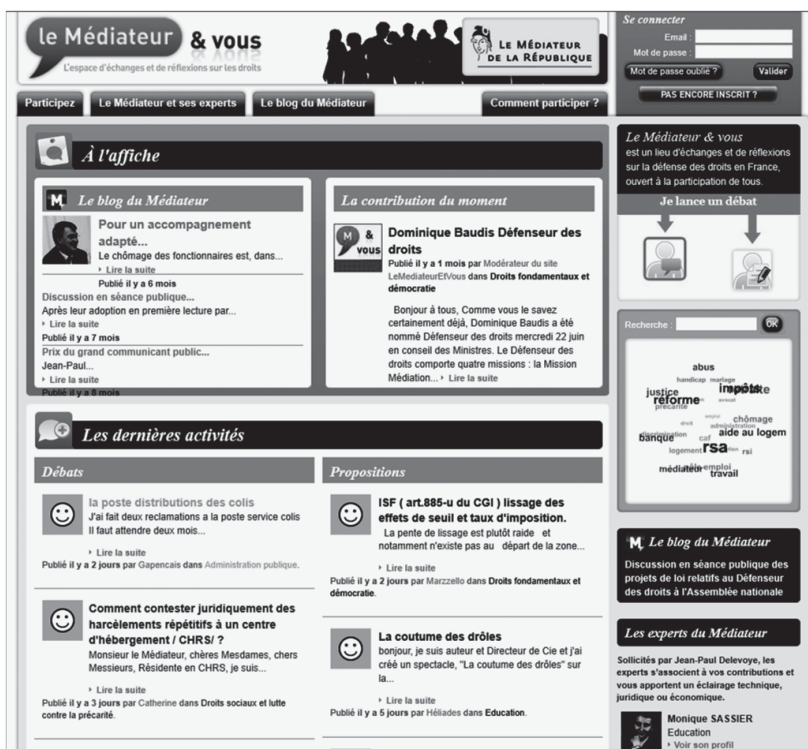 le Médiateur & vous
L'espace d'échanges et de réflexions sur les droits
LE MÉDIATEUR
DE LA RÉPUBLIQUE
Se connecter
Email :
Mot de passe :
Mot de passe oublié ?
Valider
PAS ENCORE INSCRIT ?
Participez
Le Médiateur et ses experts
Le blog du Médiateur
Comment participer ?
À l'affiche
M Le blog du Médiateur
Pour un accompagnement
adapté...
Le chômage des fonctionnaires est, dans...
Lire la suite
Publié il y a 6 mois
Discussion en séance publique...
Après leur adoption en première lecture par...
Lire la suite
Publié il y a 7 mois
Prix du grand communicant public...
Jean-Paul...
Lire la suite
Publié il y a 8 mois
La contribution du moment
M & vous
Dominique Baudis Défenseur des
droits
Publié il y a 1 mois par Modérateur du site
LeMediateurEtVous dans Droits fondamentaux et
démocratie
Bonjour à tous, Comme vous le savez
certainement déjà, Dominique Baudis a été
nommé Défenseur des droits mercredi 22 juin
en conseil des Ministres. Le Défenseur des
droits comporte quatre missions : la Mission
Médiation... Lire la suite
Les dernières activités
Débats
la poste distributions des colis
J'ai fait deux reclamations a la poste service colis
Il faut attendre deux mois...
Lire la suite
Publié il y a 2 jours par Gapencais dans Administration publique.
Comment contester juridiquement des
harcèlements répétitifs à un centre
d'hébergement / CHRS/ ?
Monsieur le Médiateur, chères Mesdames, chers
Messieurs, Résidente en CHRS, je suis...
Lire la suite
Publié il y a 3 jours par Catherine dans Droits sociaux et lutte
contre la précarité.
Propositions
ISF ( art.885-u du CGI ) lissage des
effets de seuil et taux d'imposition.
La pente de lissage est plutôt raide et
notamment n'existe pas au départ de la zone...
Lire la suite
Publié il y a 2 jours par Marzzello dans Droits fondamentaux et
démocratie.
La coutume des drôles
bonjour, je suis auteur et Directeur de Cie et j'ai
créé un spectacle, "La coutume des drôles" sur
la...
Lire la suite
Publié il y a 5 jours par Héliades dans Education.
Le Médiateur & vous
est un lieu d'échanges et de réflexions
sur la défense des droits en France,
ouvert à la participation de tous.
Je lance un débat
Recherche :
OK
abus
handicap mariage
justice
impôts
réforme
avocat
précarité
emploi
chômage
droit
administration
discrimination
banque
caf
aide au logem
logement
rsa
rsi
médiateur
pôle emploi
travail
M Le blog du Médiateur
Discussion en séance publique des
projets de loi relatifs au Défenseur
des droits à l'Assemblée nationale
Les experts du Médiateur
Sollicités par Jean-Paul Delevoye, les
experts s'associent à vos contributions et
vous apportent un éclairage technique,
juridique ou économique.
Monique SASSIER
Education
Voir son profil